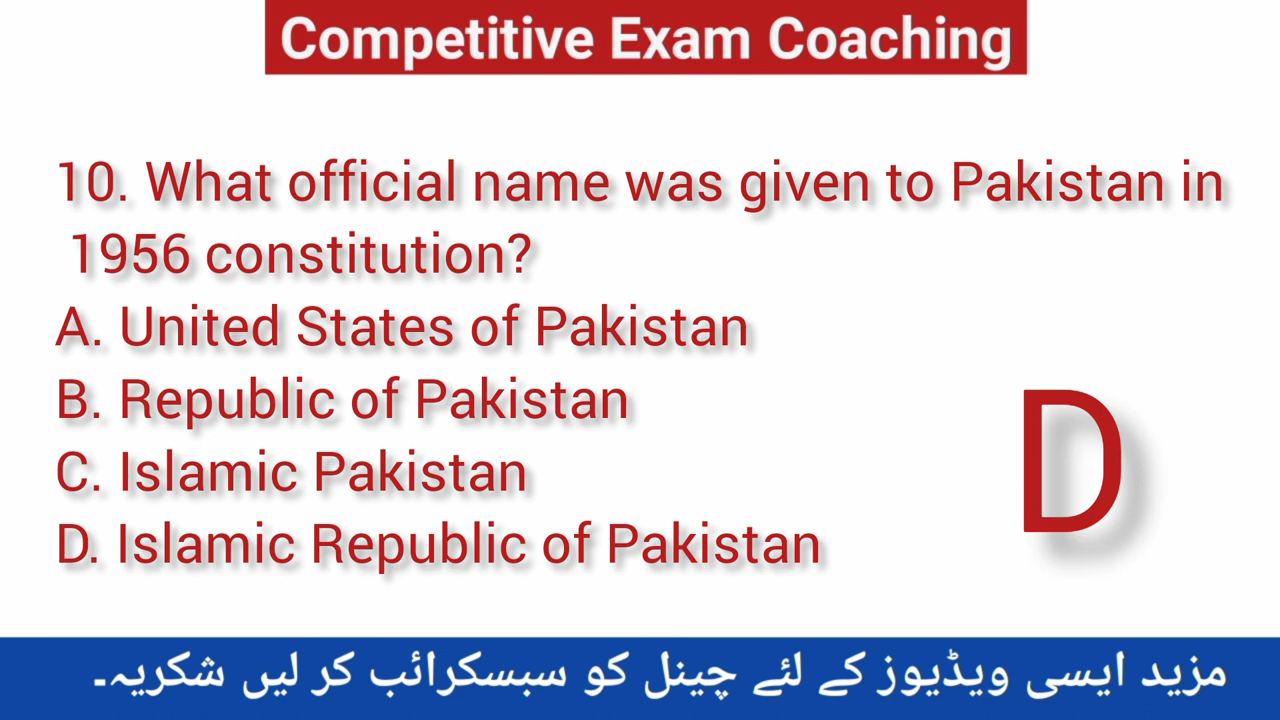 Competitive Exam Coaching
10. What official name was given to Pakistan in
1956 constitution?
A. United States of Pakistan
B. Republic of Pakistan
C. Islamic Pakistan
D. Islamic Republic of Pakistan
D
مزید ایسی ویڈیوز کے لئے چینل کو سبسکرائب کر لیں شکریہ۔